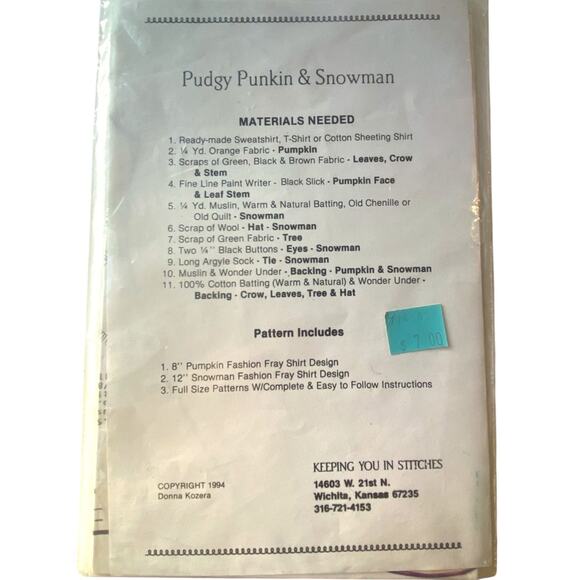 Pudgy Punkin & Snowman
MATERIALS NEEDED
1. Ready-made Sweatshirt, T-Shirt or Cotton Sheeting Shirt
2. ¼ Yd. Orange Fabric - Pumpkin
3. Scraps of Green, Black & Brown Fabric - Leaves, Crow
& Stem
4. Fine Line Paint Writer - Black Slick - Pumpkin Face
& Leaf Stem
5. ¼ Yd. Muslin, Warm & Natural Batting, Old Chenille or
Old Quilt - Snowman
6. Scrap of Wool - Hat - Snowman
7. Scrap of Green Fabric - Tree
8. Two ¼" Black Buttons - Eyes - Snowman
9. Long Argyle Sock - Tie - Snowman
10. Muslin & Wonder Under - Backing - Pumpkin & Snowman
11. 100% Cotton Batting (Warm & Natural) & Wonder Under -
Backing - Crow, Leaves, Tree & Hat
$ 7.00
Pattern Includes
1. 8" Pumpkin Fashion Fray Shirt Design
2. 12" Snowman Fashion Fray Shirt Design
3. Full Size Patterns W/Complete & Easy to Follow Instructions
COPYRIGHT 1994
Donna Kozera
KEEPING YOU IN STITCHES
14603 W. 21st N.
Wichita, Kansas 67235
316-721-4153